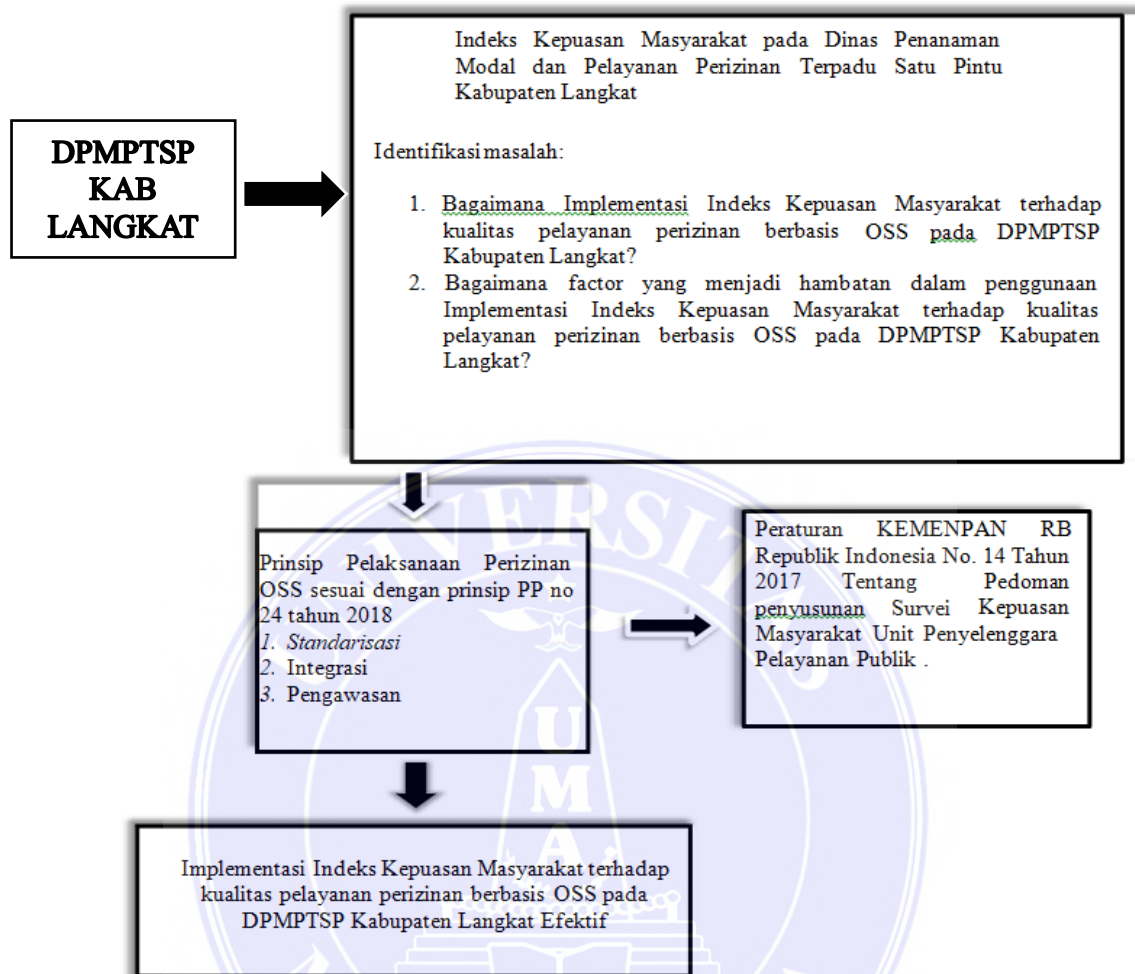 Indeks Kepuasan Masyarakat pada Dinas Penanaman
Modal dan Pelayanan Perizinan Terpadu Satu Pintu
Kabupaten Langkat
DPMPTSP
KAB
LANGKAT
Identifikasi masalah:
1. Bagaimana Implementasi Indeks Kepuasan Masyarakat terhadap
kualitas pelayanan perizinan berbasis OSS pada DPMPTSP
Kabupaten Langkat?
2. Bagaimana factor yang menjadi hambatan dalam penggunaan
Implementasi Indeks Kepuasan Masyarakat terhadap kualitas
pelayanan perizinan berbasis OSS pada DPMPTSP Kabupaten
Langkat?
Prinsip Pelaksanaan Perizinan
OSS sesuai dengan prinsip PP no
24 tahun 2018
1. Standarisasi
2. Integrasi
3. Pengawasan
Peraturan KEMENPAN RB
Republik Indonesia No. 14 Tahun
2017 Tentang Pedoman
penyusunan Survei Kepuasan
Masyarakat Unit Penyelenggara
Pelayanan Publik .
Implementasi Indeks Kepuasan Masyarakat terhadap
kualitas pelayanan perizinan berbasis OSS pada
DPMPTSP Kabupaten Langkat Efektif
UNIVERSITAS
UMA